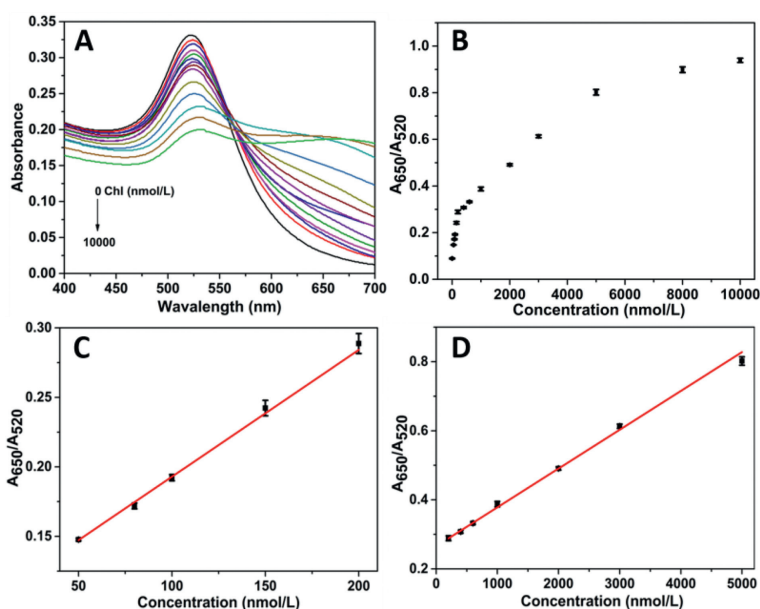 A
0.35
0.30
0.25
0.20
0.15
0.10
0.05
0.00
Absorbance
0 Chl (nmol/L)
10000
400 450 500 550 600 650 700
Wavelength (nm)
B
1.0
0.8
0.6
0.4
0.2
0.0
A650/A520
0 2000 4000 6000 8000 10000
Concentration (nmol/L)
C
0.30
0.25
0.20
0.15
A650/A520
50 100 150 200
Concentration (nmol/L)
D
0.8
0.6
0.4
0.2
A650/A520
0 1000 2000 3000 4000 5000
Concentration (nmol/L)